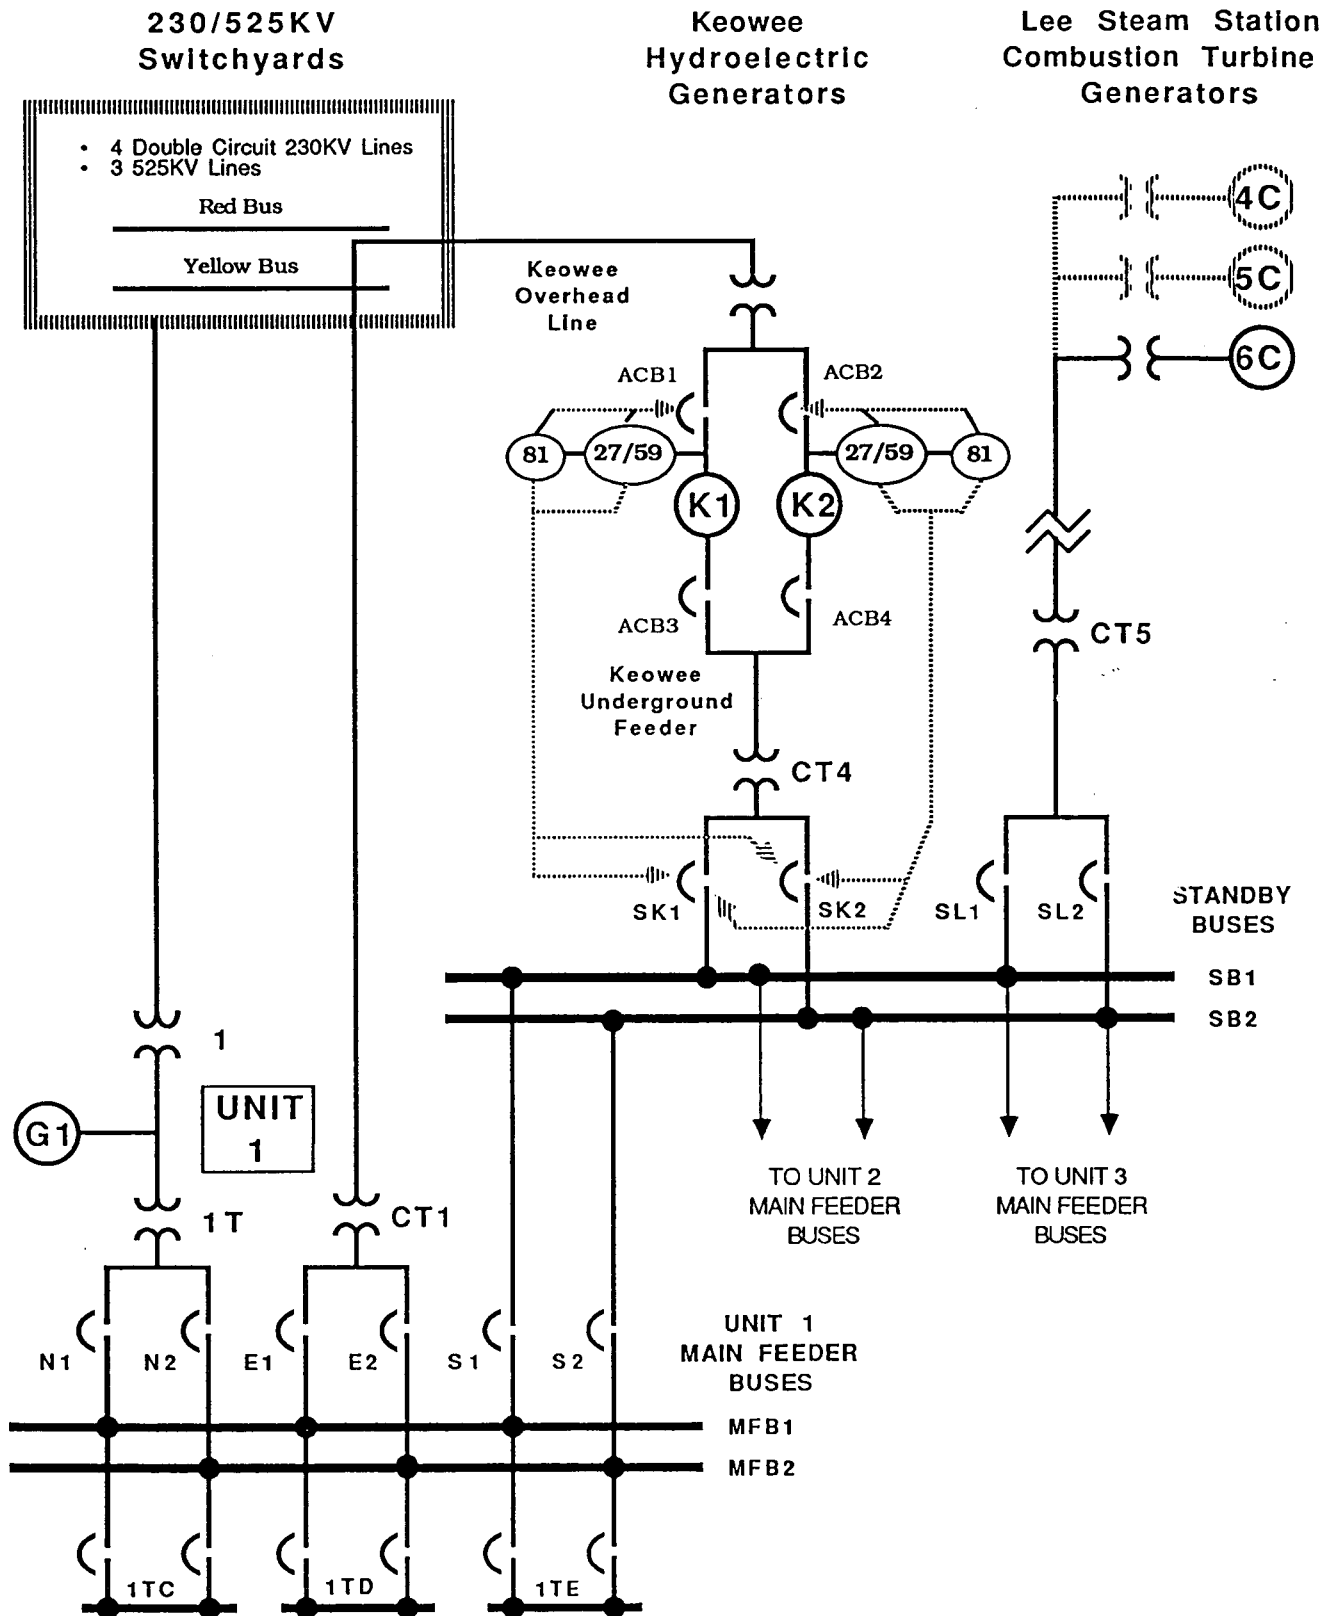 230/525KV
Switchyards
Keowee
Hydroelectric
Generators
Lee Steam Station
Combustion Turbine
Generators
• 4 Double Circuit 230KV Lines
• 3 525KV Lines
Red Bus
Yellow Bus
Keowee
Overhead
Line
4C
5C
6C
ACB1
ACB2
81
27/59
27/59
81
K1
K2
ACB3
ACB4
CT5
Keowee
Underground
Feeder
CT4
SK1
SK2
SL1
SL2
STANDBY
BUSES
SB1
SB2
1
G1
UNIT
1
1T
CT1
TO UNIT 2
MAIN FEEDER
BUSES
TO UNIT 3
MAIN FEEDER
BUSES
N1
N2
E1
E2
S1
S2
UNIT 1
MAIN FEEDER
BUSES
MFB1
MFB2
1TC
1TD
1TE